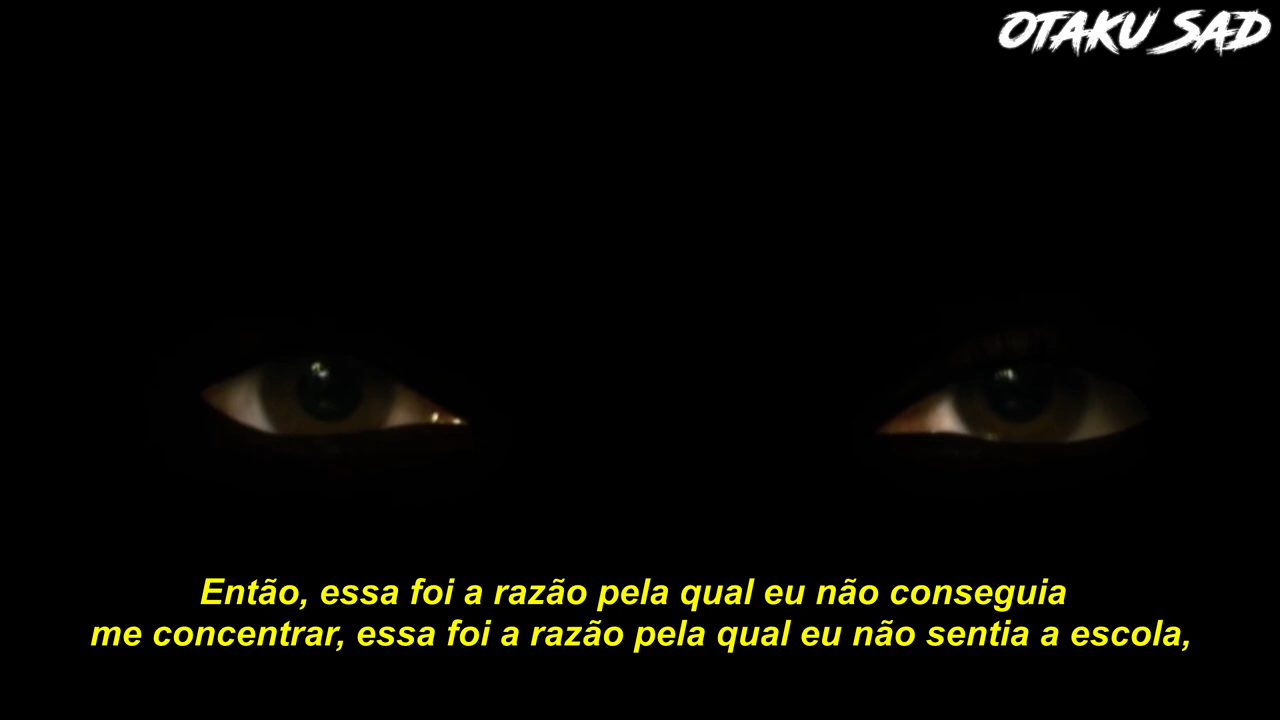 OTAKU SAD
Então, essa foi a razão pela qual eu não conseguia
me concentrar, essa foi a razão pela qual eu não sentia a escola,